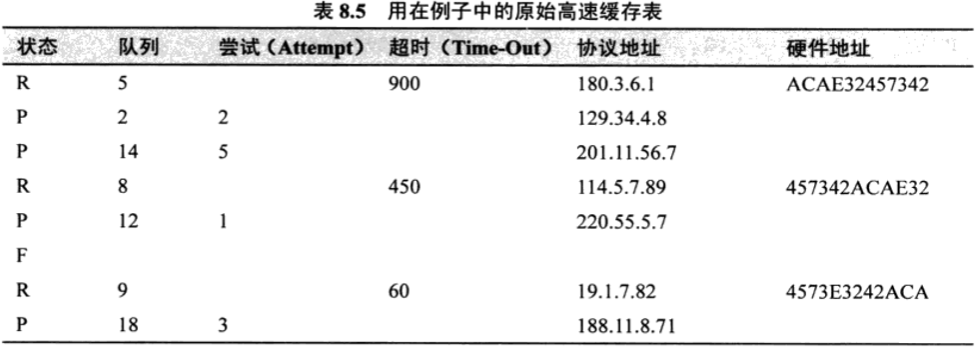 表 8.5 用在例子中的原始高速缓存表
状态 队列 尝试（Attempt） 超时（Time-Out） 协议地址 硬件地址
R 5 900 180.3.6.1 ACAE32457342
P 2 2 129.34.4.8
P 14 5 201.11.56.7
R 8 450 114.5.7.89 457342ACAE32
P 12 1 220.55.5.7
F
R 9 60 19.1.7.82 4573E3242ACA
P 18 3 188.11.8.71